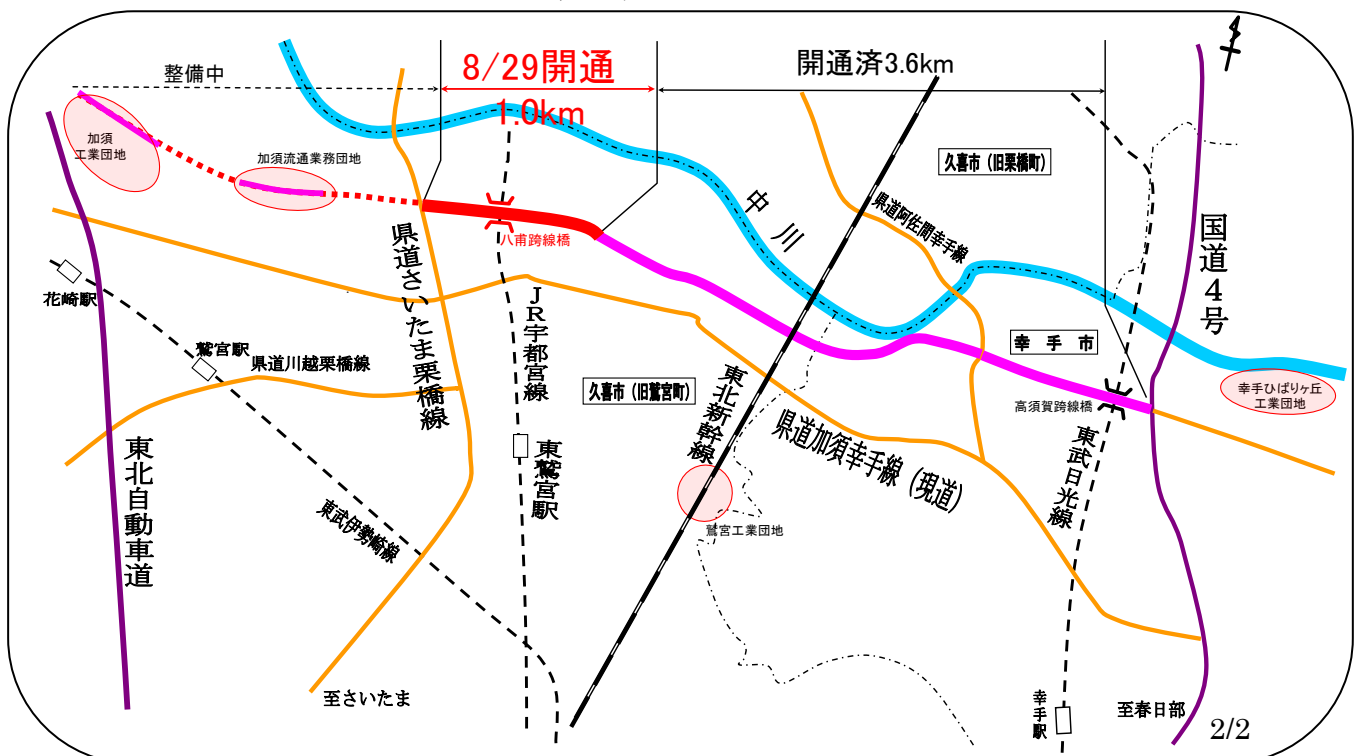 整備中
8/29開通
1.0km
開通済3.6km
加須
工業団地
加須流通業務団地
久喜市(旧栗橋町)
中川
県道阿佐間幸手線
国道4号
八甫跨線橋
県道さいたま栗橋線
花崎駅
鷲宮駅
県道川越栗橋線
JR宇都宮線
久喜市(旧鷲宮町)
東北新幹線
幸手市
幸手ひばりヶ丘
工業団地
高須賀跨線橋
県道加須幸手線(現道)
東武日光線
東北自動車道
東鷲宮駅
東武伊勢崎線
鷲宮工業団地
至さいたま
幸手駅
至春日部
2/2